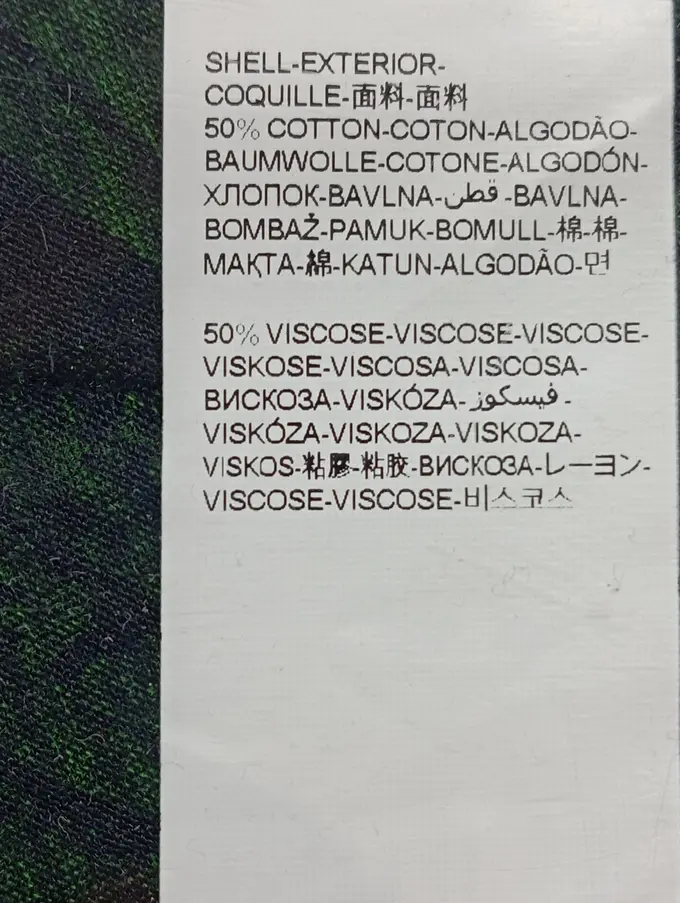 SHELL-EXTERIOR-
COQUILLE-面料-面料
50% COTTON-COTON-ALGODÃO-
BAUMWOLLE-COTONE-ALGODÓN-
ХЛОПОК-BAVLNA-قطن-BAVLNA-
BOMBAŽ-PAMUK-BOMULL-棉-棉-
МАҚТА-綿-KATUN-ALGODÃO-면
50% VISCOSE-VISCOSE-VISCOSE-
VISKOSE-VISCOSA-VISCOSA-
ВИСКОЗА-VISKÓZA-فيسكوز-
VISKÓZA-VISKOZA-VISKOZA-
VISKOS-粘膠-粘胶-ВИСКОЗА-レーヨン-
VISCOSE-VISCOSE-비스코스